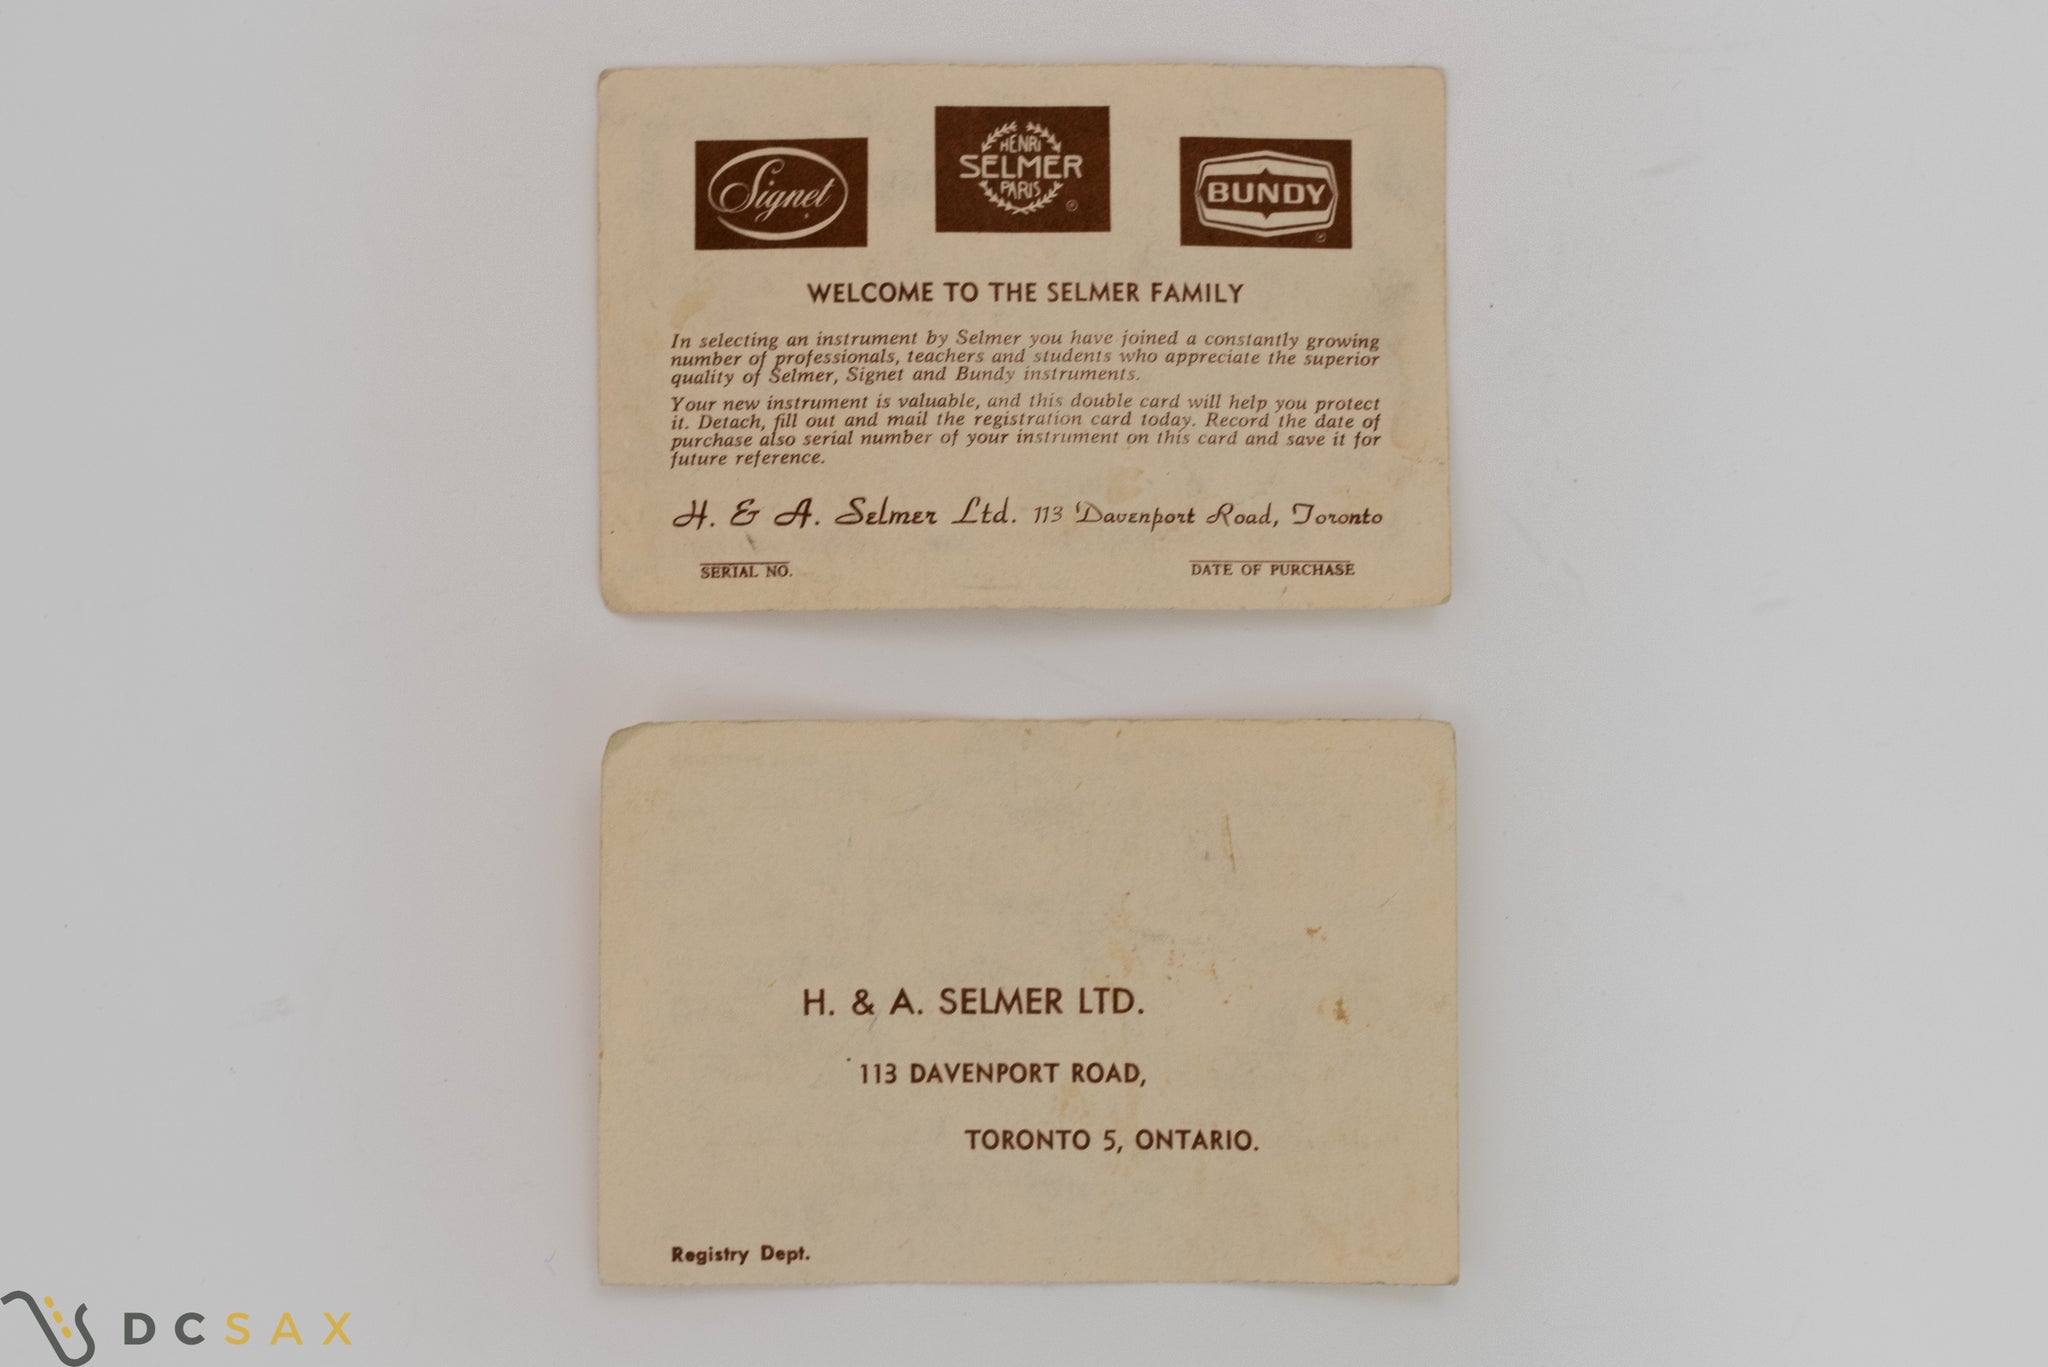 Signet
HENRI
SELMER
PARIS
®
BUNDY
®
WELCOME TO THE SELMER FAMILY
In selecting an instrument by Selmer you have joined a constantly growing
number of professionals, teachers and students who appreciate the superior
quality of Selmer, Signet and Bundy instruments.
Your new instrument is valuable, and this double card will help you protect
it. Detach, fill out and mail the registration card today. Record the date of
purchase also serial number of your instrument on this card and save it for
future reference.
H. & A. Selmer Ltd. 113 Davenport Road, Toronto
SERIAL NO. DATE OF PURCHASE
H. & A. SELMER LTD.
113 DAVENPORT ROAD,
TORONTO 5, ONTARIO.
Registry Dept.
DCSAX